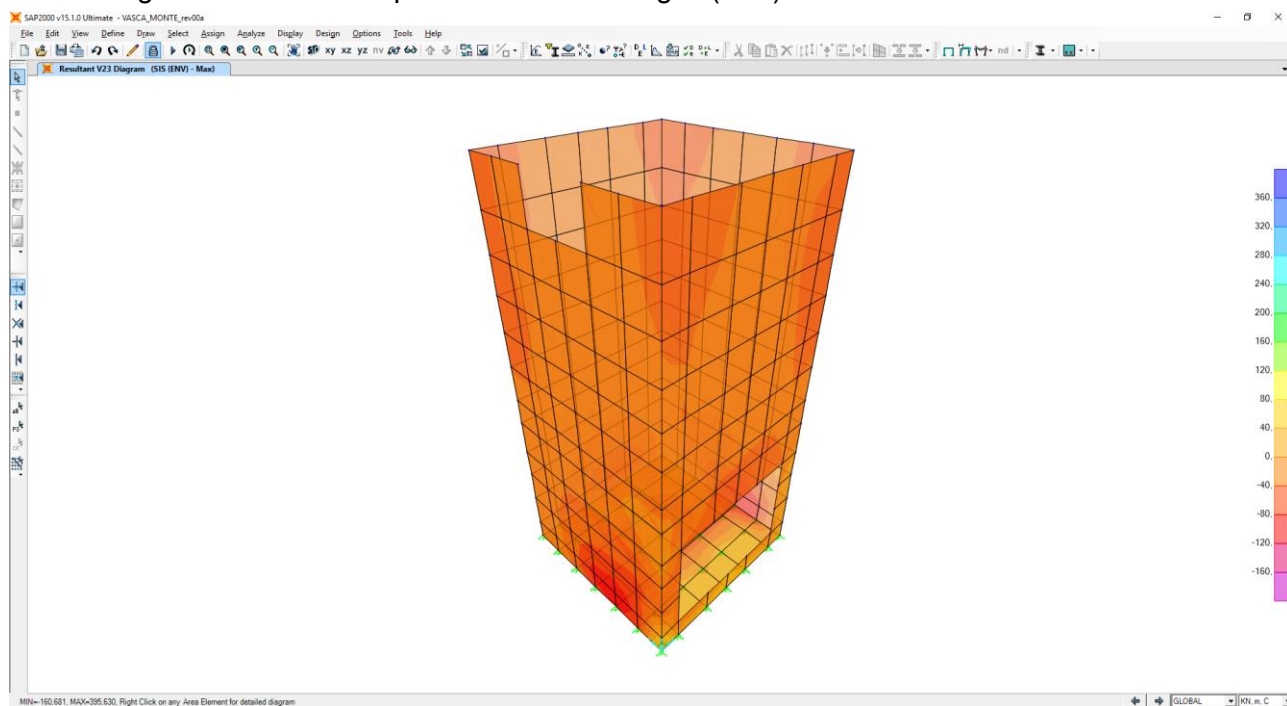 SAP2000 v15.1.0 Ultimate - VASCA_MONTE_rev00a
File Edit View Define Draw Select Assign Analyze Display Design Options Tools Help
xy xz yz nv
nd
Resultant V23 Diagram (SIS (ENV) - Max)
360,
320,
280,
240,
200,
160,
120,
80,
40,
0,
-40,
-80,
-120,
-160,
MIN=-160,681, MAX=395,630, Right Click on any Area Element for detailed diagram
GLOBAL
KN, m, C